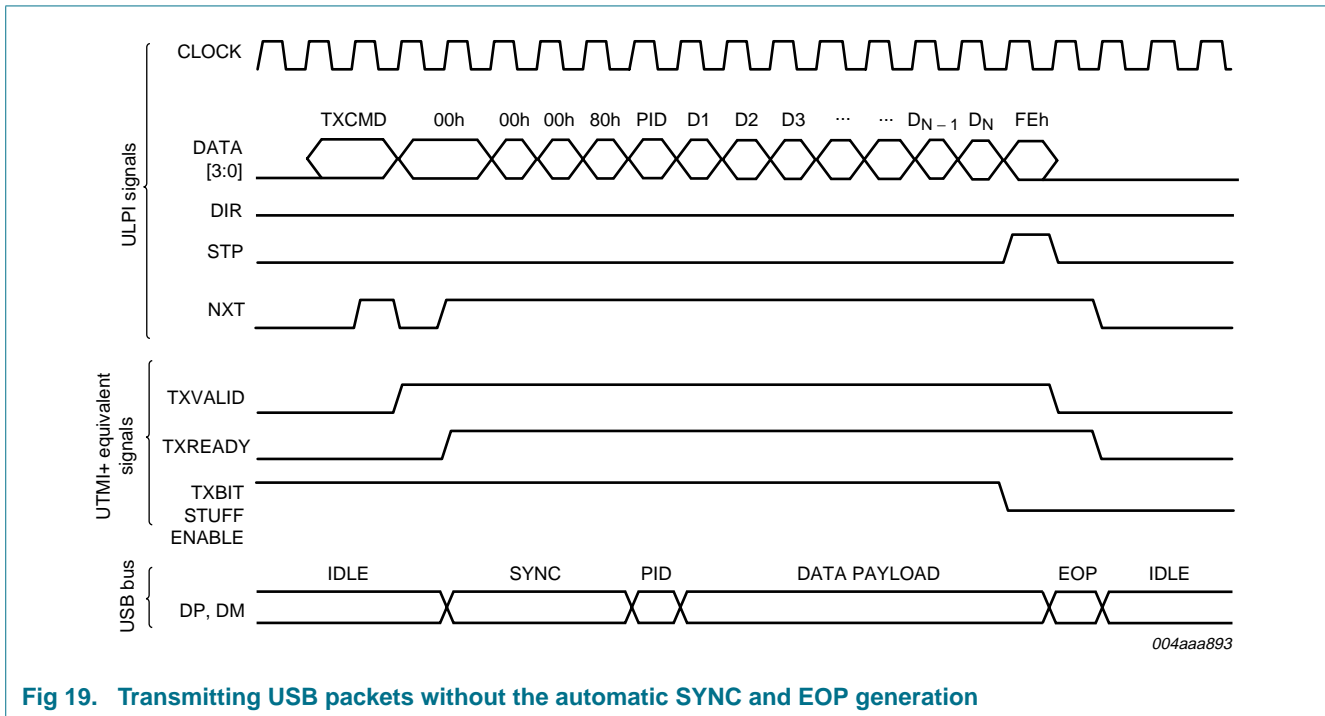 ULPI signals
CLOCK
TXCMD 00h 00h 00h 80h PID D1 D2 D3 ... ... DN – 1 DN FEh
DATA
[3:0]
DIR
STP
NXT
UTMI+ equivalent
signals
TXVALID
TXREADY
TXBIT
STUFF
ENABLE
USB bus
IDLE SYNC PID DATA PAYLOAD EOP IDLE
DP, DM
004aaa893
Fig 19. Transmitting USB packets without the automatic SYNC and EOP generation